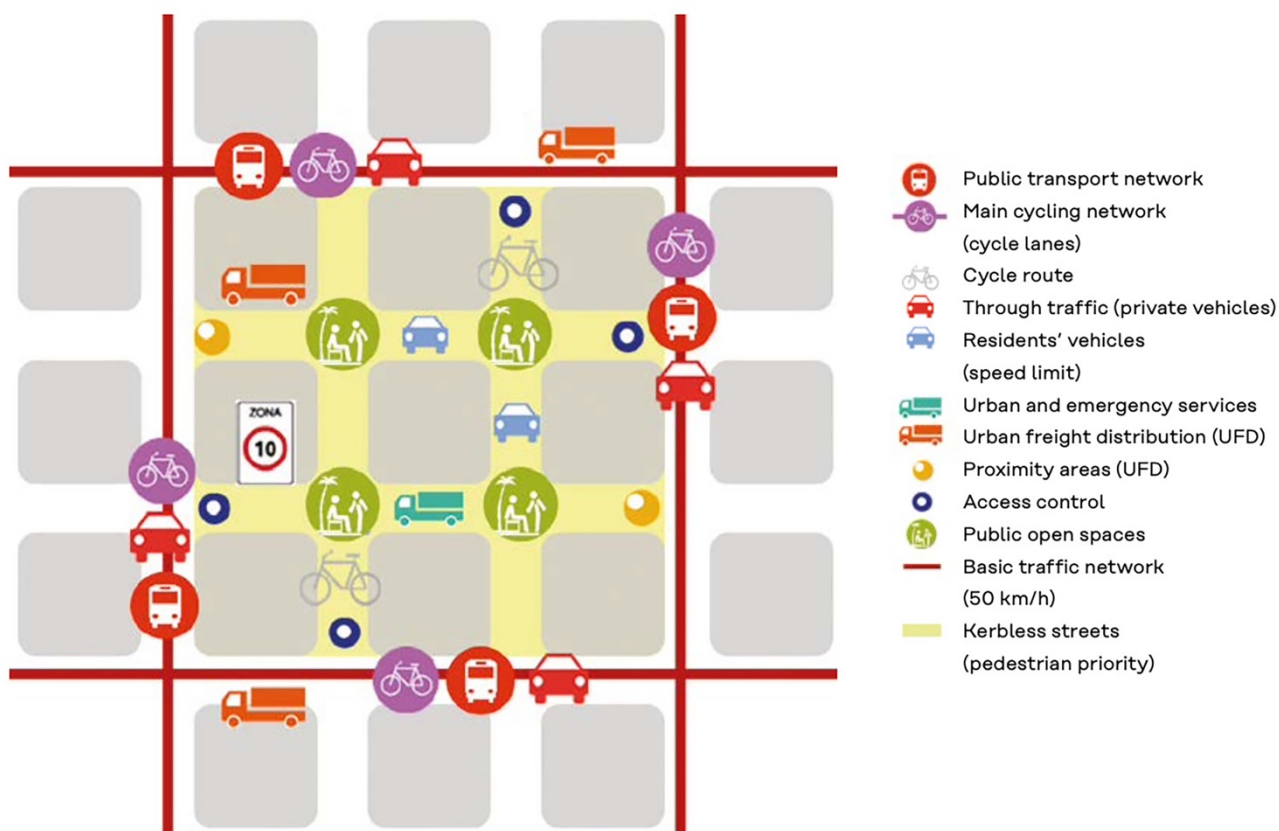 ZONA
10
Public transport network
Main cycling network
(cycle lanes)
Cycle route
Through traffic (private vehicles)
Residents’ vehicles
(speed limit)
Urban and emergency services
Urban freight distribution (UFD)
Proximity areas (UFD)
Access control
Public open spaces
Basic traffic network
(50 km/h)
Kerbless streets
(pedestrian priority)